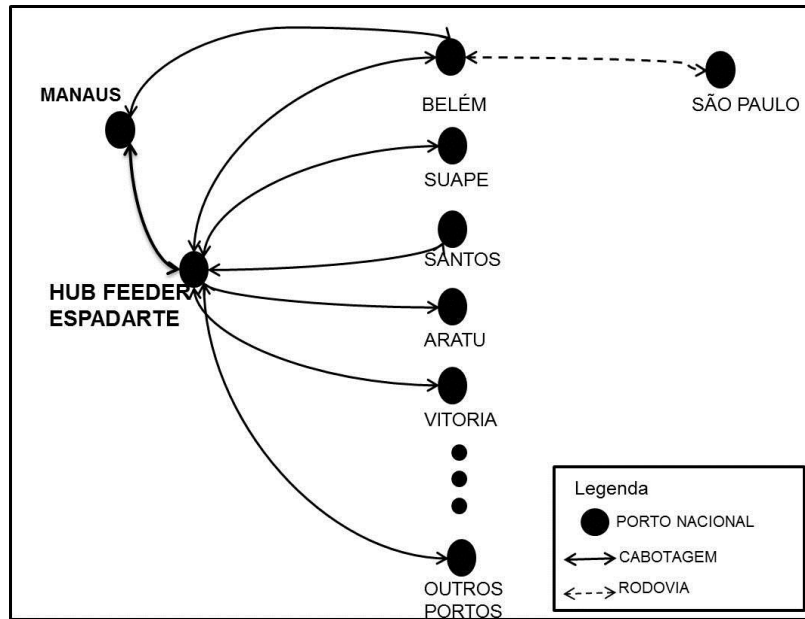 MANAUS
BELÉM
SÃO PAULO
SUAPE
SANTOS
HUB FEEDER
ESPADARTE
ARATU
VITORIA
OUTROS
PORTOS
Legenda
PORTO NACIONAL
CABOTAGEM
RODOVIA